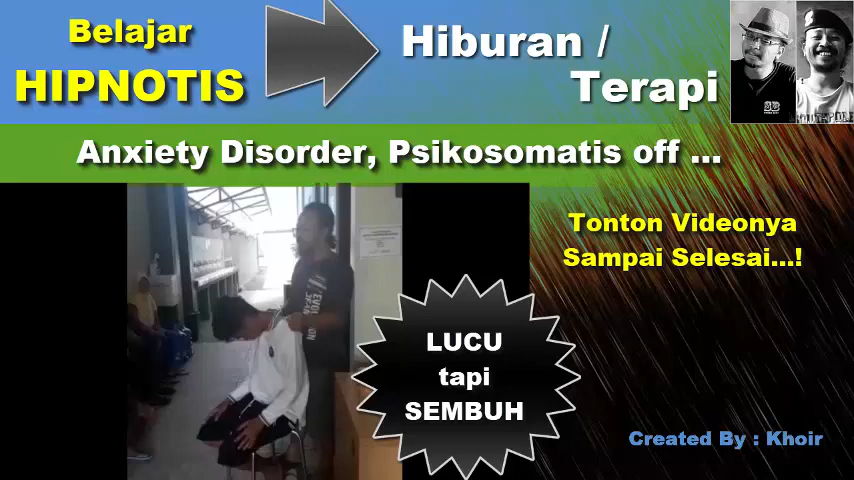 Belajar
HIPNOTIS
Hiburan /
Terapi
Anxiety Disorder, Psikosomatis off ...
Tonton Videonya
Sampai Selesai...!
LUCU
tapi
SEMBUH
Created By : Khoir